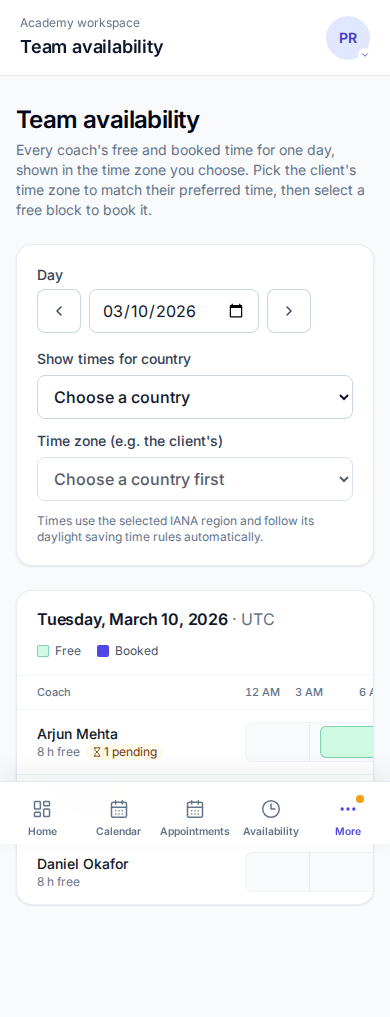 Academy workspace
Team availability
PR
Team availability
Every coach's free and booked time for one day,
shown in the time zone you choose. Pick the client's
time zone to match their preferred time, then select a
free block to book it.
Day
03/10/2026
Show times for country
Choose a country
Time zone (e.g. the client's)
Choose a country first
Times use the selected IANA region and follow its
daylight saving time rules automatically.
Tuesday, March 10, 2026 · UTC
Free Booked
Coach 12 AM 3 AM 6 A
Arjun Mehta
8 h free 1 pending
Home Calendar Appointments Availability More
Daniel Okafor
8 h free